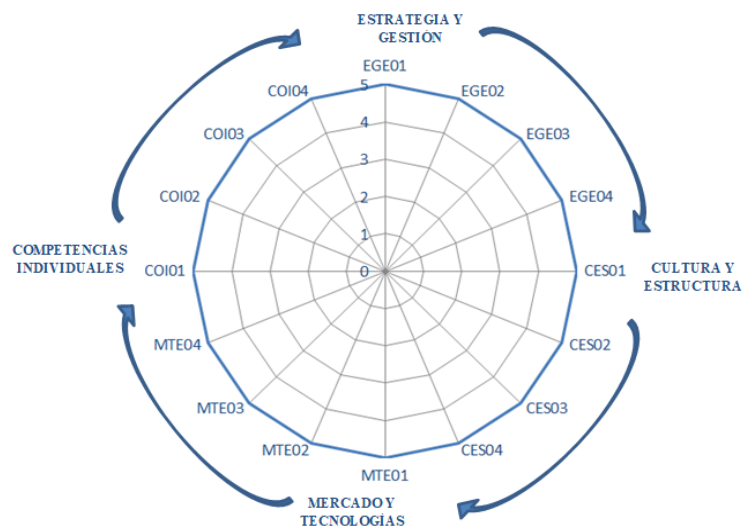 ESTRATEGIA Y
GESTIÓN
EGE01
EGE02
EGE03
EGE04
CULTURA Y
ESTRUCTURA
CES01
CES02
CES03
CES04
MTE01
MERCADO Y
TECNOLOGÍAS
MTE02
MTE03
MTE04
COMPETENCIAS
INDIVIDUALES
COI01
COI02
COI03
COI04
5
4
3
2
1
0